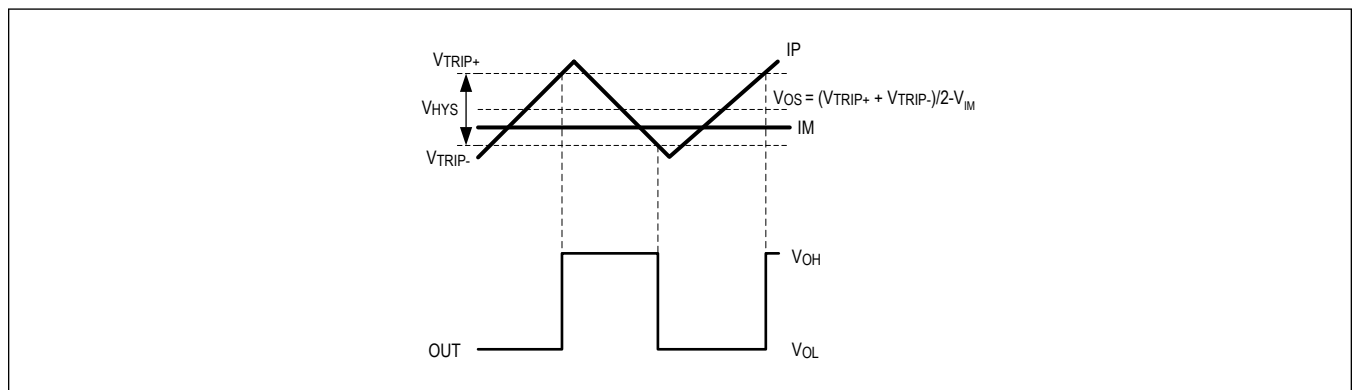 IP
VTRIP+
VOS = (VTRIP+ + VTRIP-)/2-VIM
VHYS
IM
VTRIP-
VOH
OUT
VOL